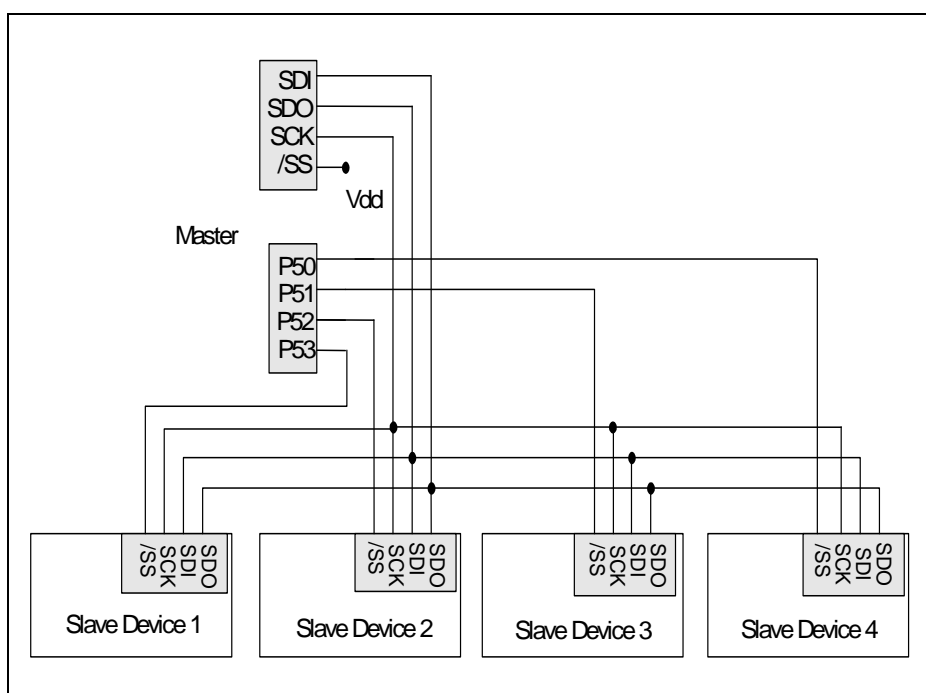 SDI
SDO
SCK
/SS
Vdd
Master
P50
P51
P52
P53
/SS
SCK
SDI
SDO
Slave Device 1
/SS
SCK
SDI
SDO
Slave Device 2
/SS
SCK
SDI
SDO
Slave Device 3
/SS
SCK
SDI
SDO
Slave Device 4